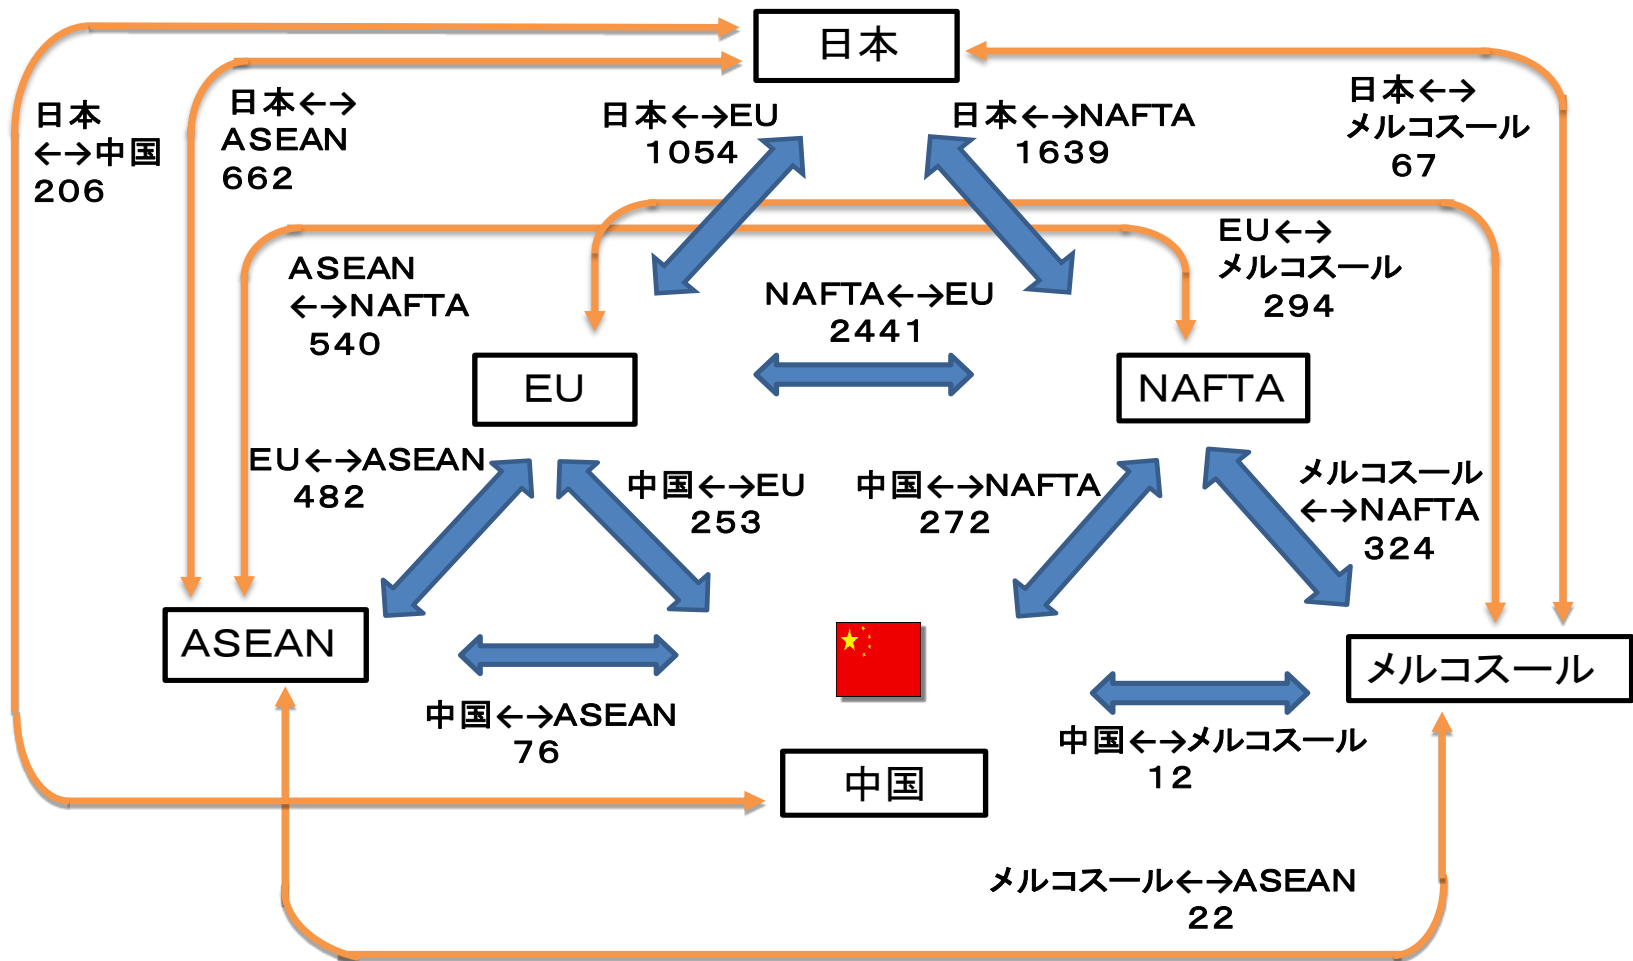 日本
日本
←→中国
206
日本←→
ASEAN
662
日本←→EU
1054
日本←→NAFTA
1639
日本←→
メルコスール
67
ASEAN
←→NAFTA
540
NAFTA←→EU
2441
EU←→
メルコスール
294
EU
NAFTA
EU←→ASEAN
482
中国←→EU
253
中国←→NAFTA
272
メルコスール
←→NAFTA
324
ASEAN
メルコスール
中国←→ASEAN
76
中国←→メルコスール
12
中国
メルコスール←→ASEAN
22